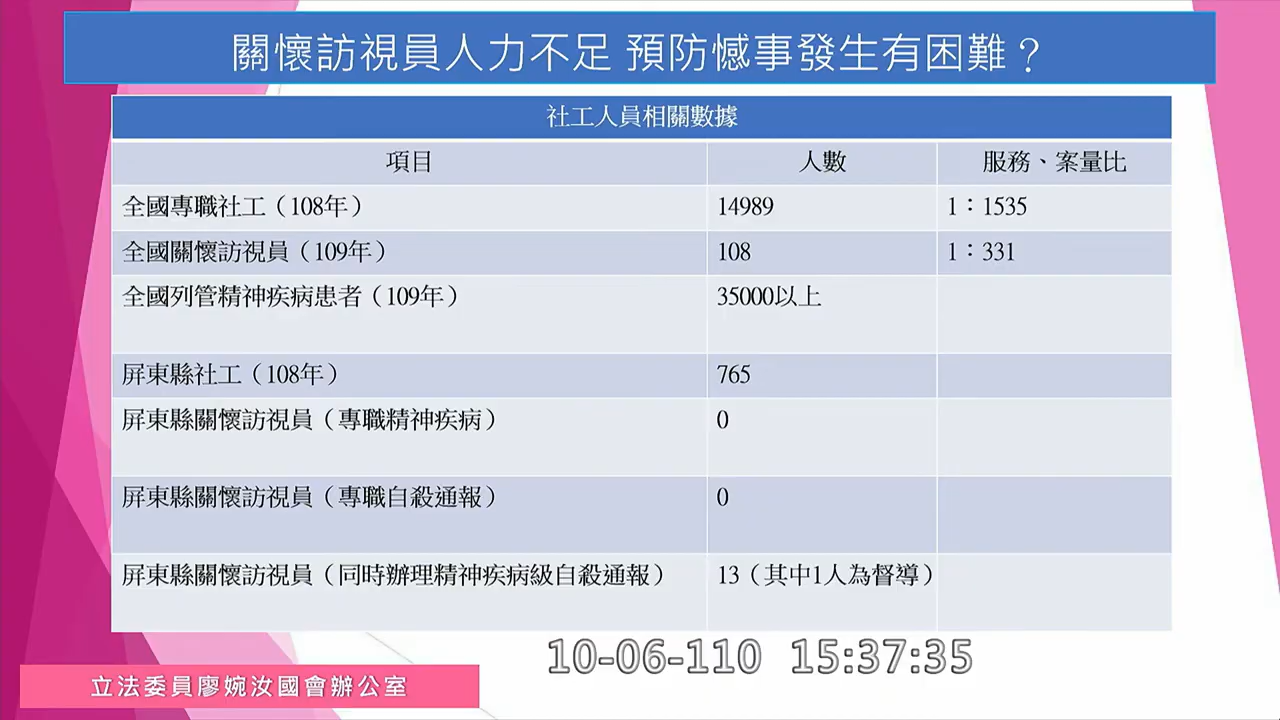 關懷訪視員人力不足 預防憾事發生有困難？
社工人員相關數據
項目 人數 服務、案量比
全國專職社工（108年） 14989 1：1535
全國關懷訪視員（109年） 108 1：331
全國列管精神疾病患者（109年） 35000以上
屏東縣社工（108年） 765
屏東縣關懷訪視員（專職精神疾病） 0
屏東縣關懷訪視員（專職自殺通報） 0
屏東縣關懷訪視員（同時辦理精神疾病級自殺通報） 13（其中1人為督導）
10-06-110 15:37:35
立法委員廖婉汝國會辦公室